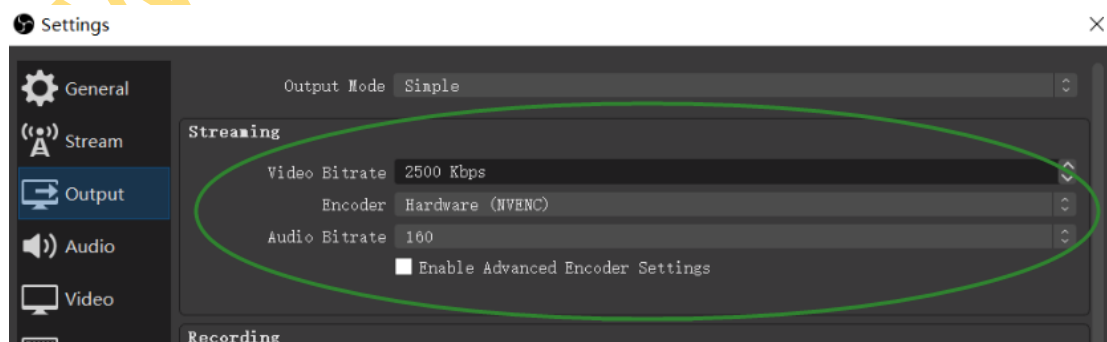 Settings
General
Output Mode Simple
Stream
Streaming
Video Bitrate 2500 Kbps
Output
Encoder Hardware (NVENC)
Audio
Audio Bitrate 160
Enable Advanced Encoder Settings
Video
Recording